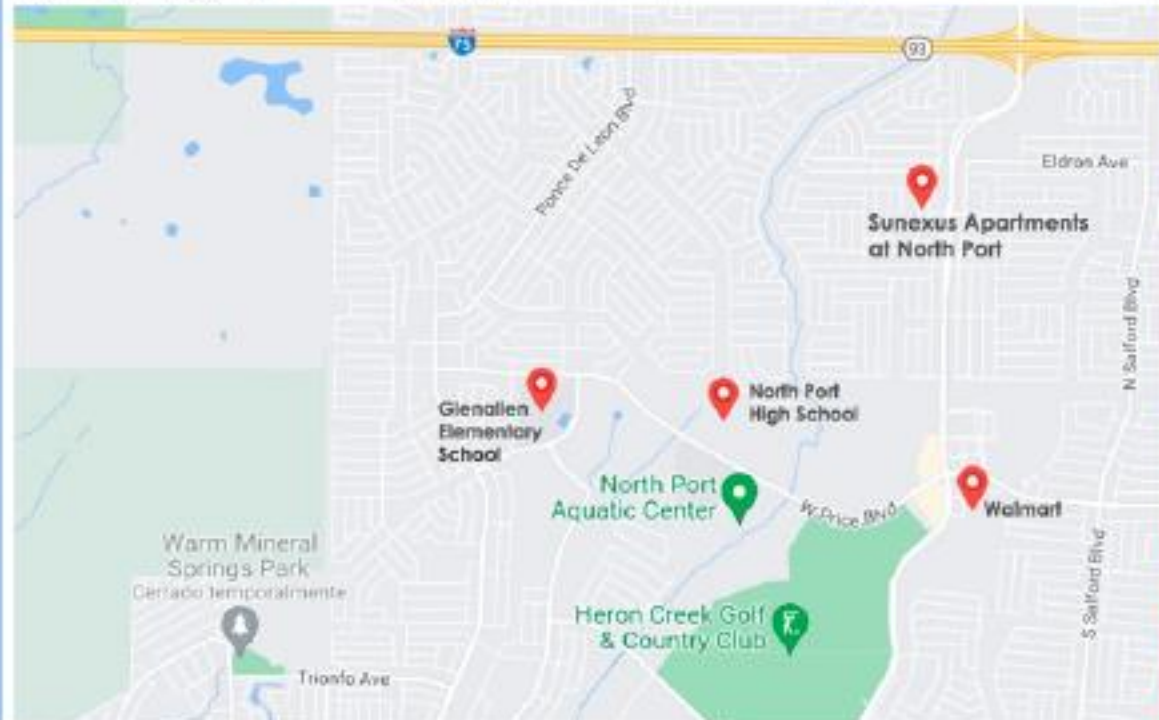 INTERSTATE
75
93
Ponce De Leon Blvd
Eldron Ave
Sunexus Apartments
at North Port
N Salford Blvd
Glenallen
Elementary
School
North Port
High School
North Port
Aquatic Center
W Price Blvd
Walmart
Warm Mineral
Springs Park
Cerrado temporalmente
S Salford Blvd
Heron Creek Golf
& Country Club
Trionfo Ave